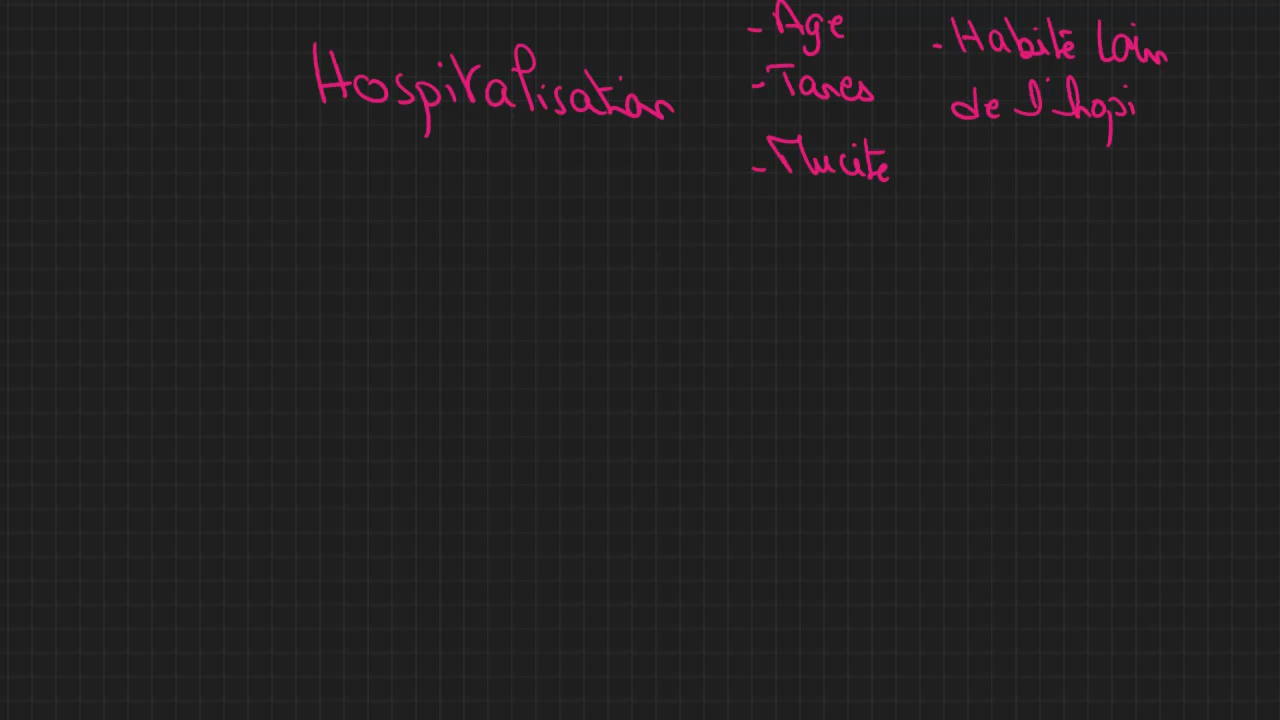 Hospitalisation
- Age
- Tares
- Mucite
- Habite loin
de l'hopi